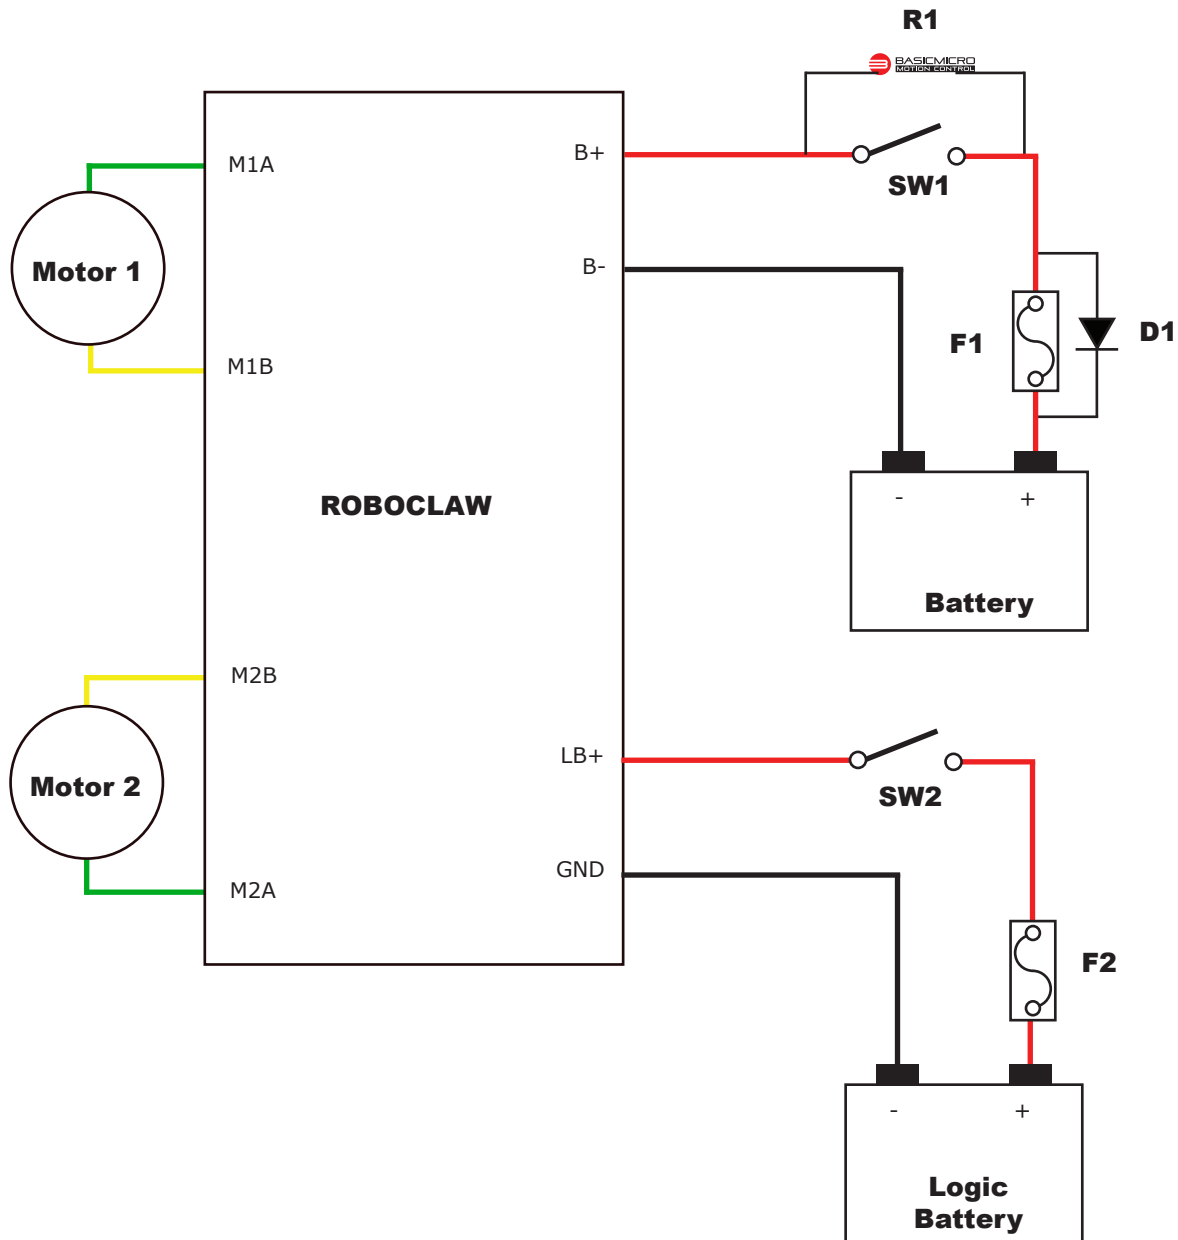 R1
BASICMICRO
MOTION CONTROL
M1A
B+
SW1
Motor 1
B-
F1
D1
M1B
-
+
ROBOCLAW
Battery
M2B
LB+
SW2
Motor 2
GND
M2A
F2
-
+
Logic
Battery